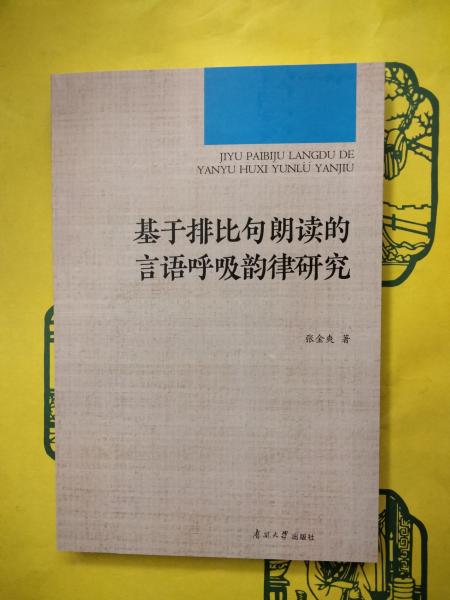 JIYU PAIBIJU LANGDU DE
YANYU HUXI YUNLÜ YANJIU
基于排比句朗读的
言语呼吸韵律研究
张金爽 著
南开大学出版社